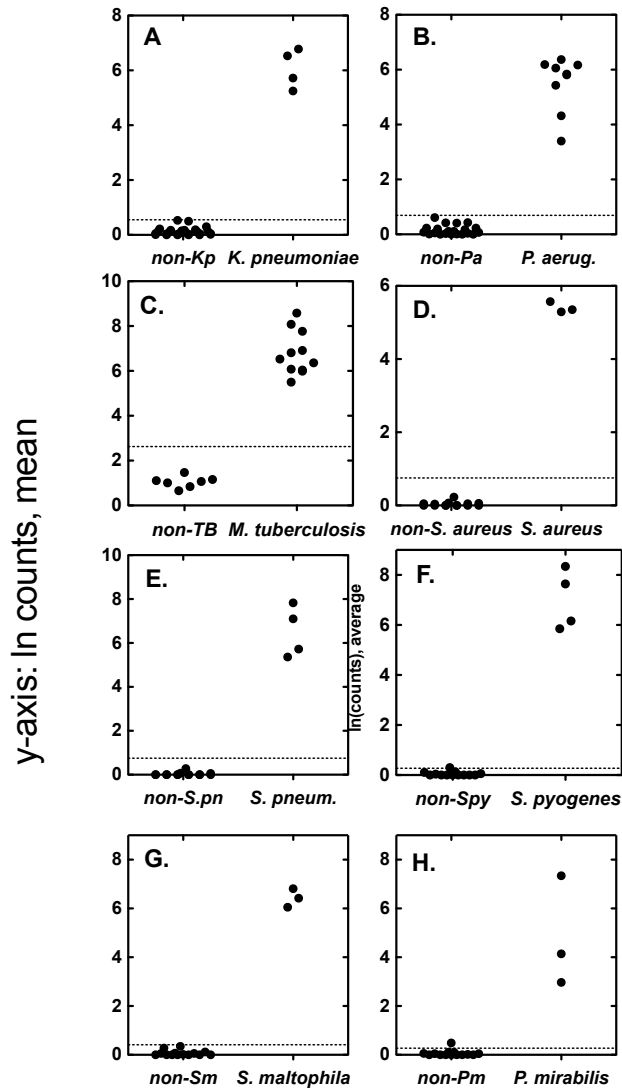 y-axis: ln counts, mean
A
8
6
4
2
0
non-Kp K. pneumoniae
B.
8
6
4
2
0
non-Pa P. aerug.
C.
10
8
6
4
2
0
non-TB M. tuberculosis
D.
6
4
2
0
non-S. aureus S. aureus
E.
10
8
6
4
2
0
non-S.pn S. pneum.
F.
ln(counts), average
8
6
4
2
0
non-Spy S. pyogenes
G.
8
6
4
2
0
non-Sm S. maltophila
H.
8
6
4
2
0
non-Pm P. mirabilis